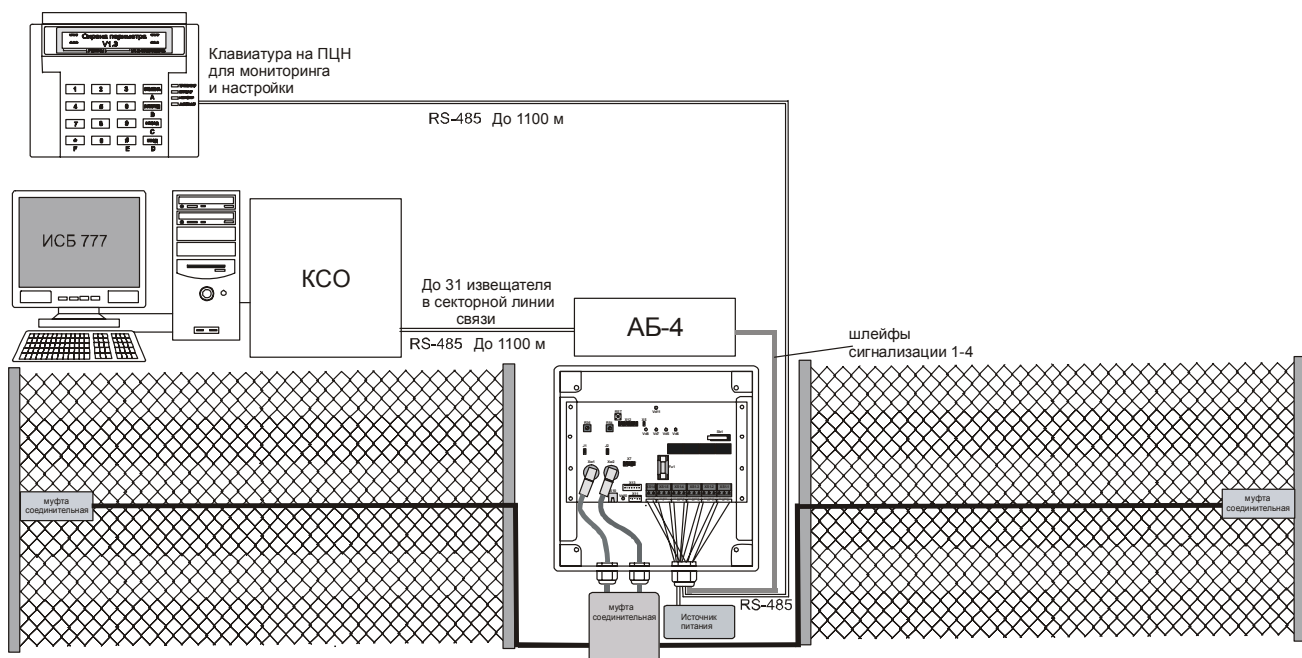 Охрана периметра
V1.3
Клавиатура на ПЦН
для мониторинга
и настройки
1 2 3
A
4 5 6
B
7 8 9
C
* 0 #
F E D
RS-485 До 1100 м
ИСБ 777
КСО
До 31 извещателя
в секторной линии
связи
RS-485 До 1100 м
АБ-4
шлейфы
сигнализации 1-4
муфта
соединительная
муфта
соединительная
муфта
соединительная
Источник
питания
RS-485